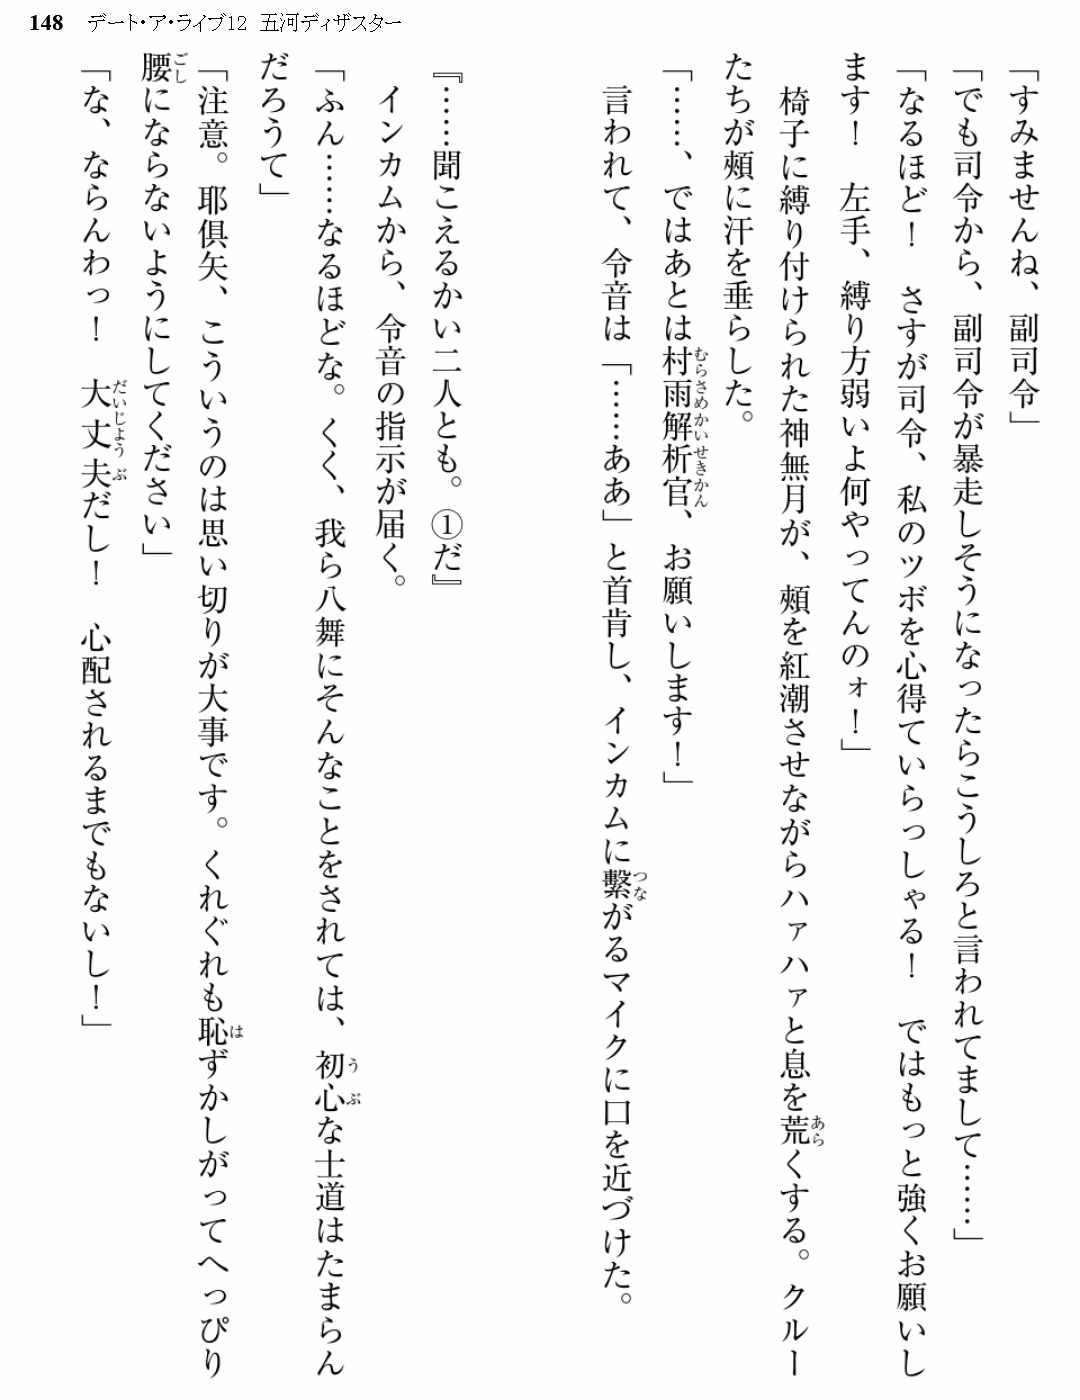 148 デート・ア・ライブ12 五河ディザスター
「すみませんね、副司令」
「でも司令から、副司令が暴走しそうになったらこうしろと言われてまして……」
「なるほど！　さすが司令、私のツボを心得ていらっしゃる！　ではもっと強くお願いし
ます！　左手、縛り方弱いよ何やってんのォ！」
　椅子に縛り付けられた神無月が、頰を紅潮させながらハァハァと息を荒くする。クルー
たちが頰に汗を垂らした。
「……、ではあとは村雨解析官、お願いします！」
　言われて、令音は「……ああ」と首肯し、インカムに繫がるマイクに口を近づけた。
『……聞こえるかい二人とも。①だ』
　インカムから、令音の指示が届く。
「ふん……なるほどな。くく、我ら八舞にそんなことをされては、初心な士道はたまらん
だろうて」
「注意。耶俱矢、こういうのは思い切りが大事です。くれぐれも恥ずかしがってへっぴり
腰にならないようにしてください」
「な、ならんわっ！　大丈夫だし！　心配されるまでもないし！」